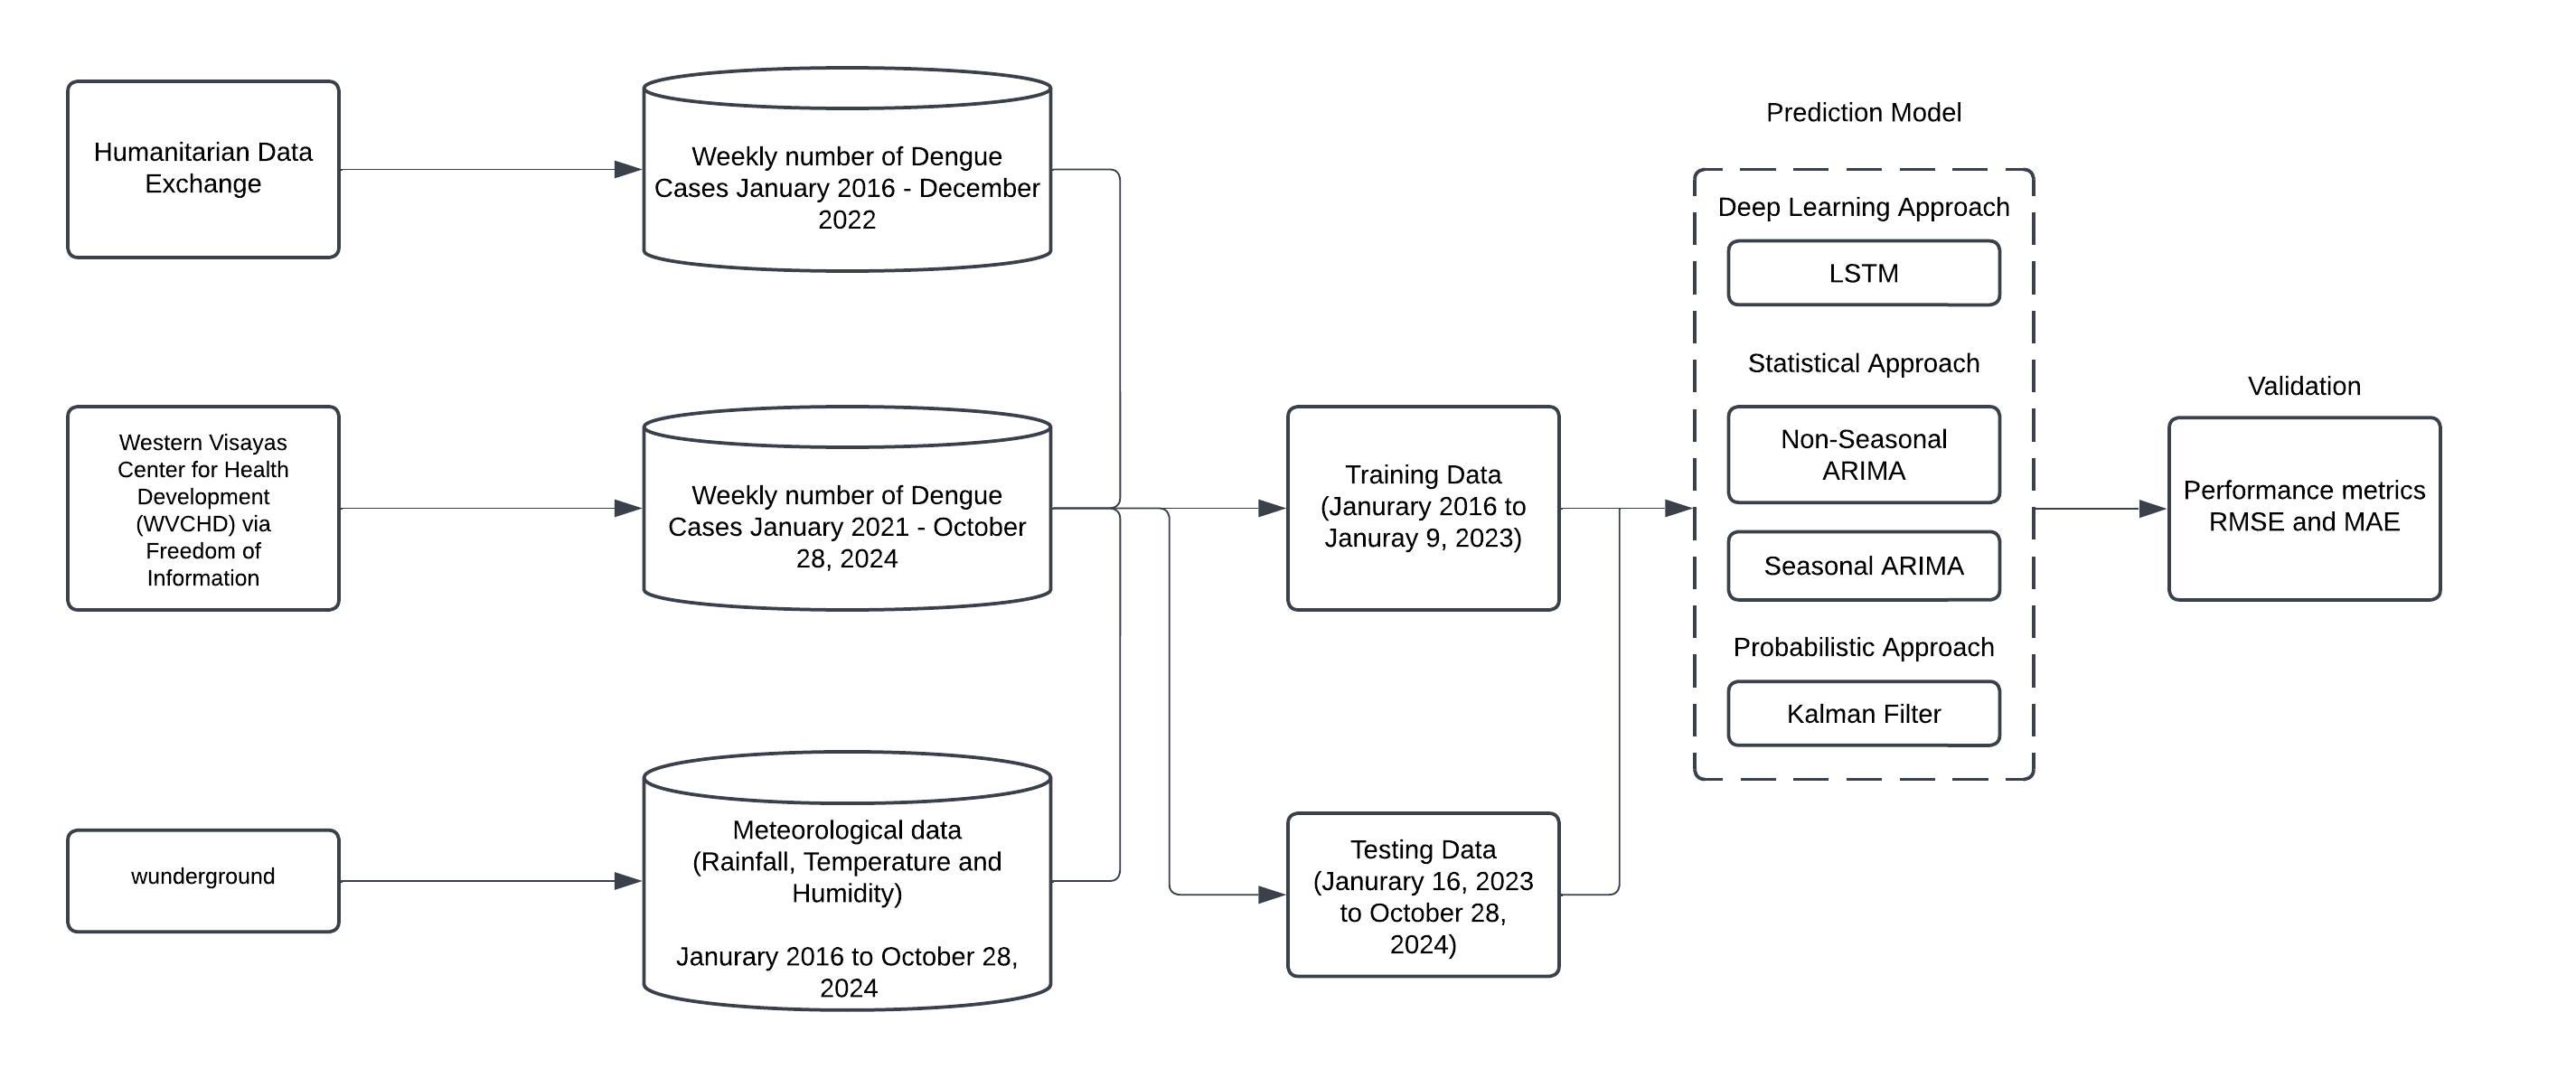 Humanitarian Data
Exchange
Weekly number of Dengue
Cases January 2016 - December
2022
Western Visayas
Center for Health
Development
(WVCHD) via
Freedom of
Information
Weekly number of Dengue
Cases January 2021 - October
28, 2024
wunderground
Meteorological data
(Rainfall, Temperature and
Humidity)
Janurary 2016 to October 28,
2024
Training Data
(Janurary 2016 to
Januray 9, 2023)
Testing Data
(Janurary 16, 2023
to October 28,
2024)
Prediction Model
Deep Learning Approach
LSTM
Statistical Approach
Non-Seasonal
ARIMA
Seasonal ARIMA
Probabilistic Approach
Kalman Filter
Validation
Performance metrics
RMSE and MAE